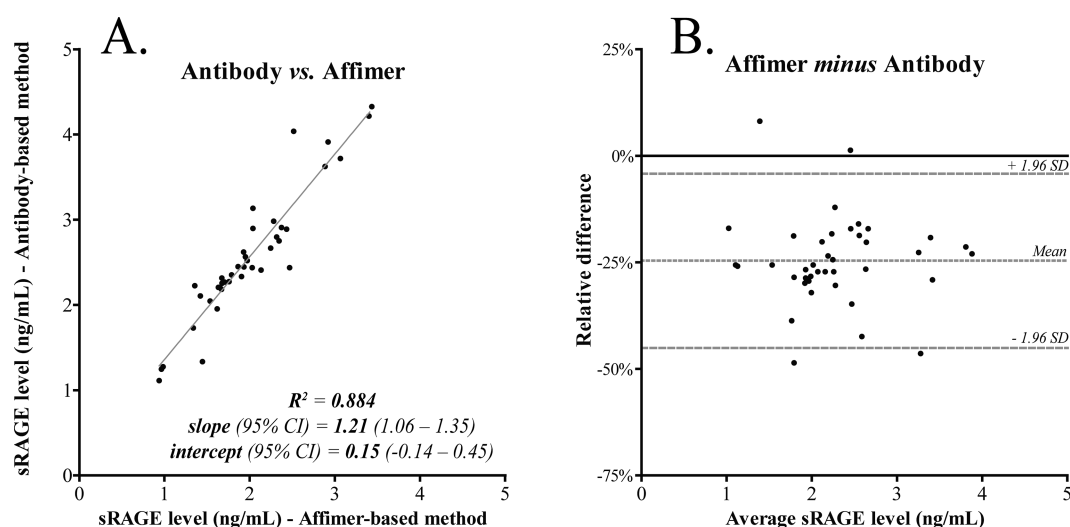 A.
Antibody vs. Affimer
sRAGE level (ng/mL) - Antibody-based method
5
4
3
2
1
0
R² = 0.884
slope (95% CI) = 1.21 (1.06 – 1.35)
intercept (95% CI) = 0.15 (-0.14 – 0.45)
0 1 2 3 4 5
sRAGE level (ng/mL) - Affimer-based method
B.
Affimer minus Antibody
Relative difference
25%
0%
-25%
-50%
-75%
+ 1.96 SD
Mean
- 1.96 SD
0 1 2 3 4 5
Average sRAGE level (ng/mL)